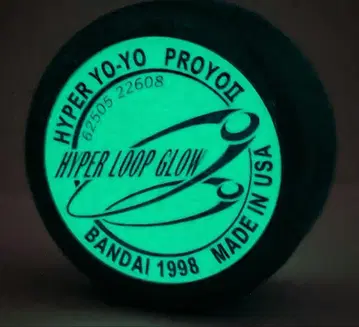 HYPER YO-YO PROYOII
62505 22608
HYPER LOOP GLOW
BANDAI 1998 MADE IN USA